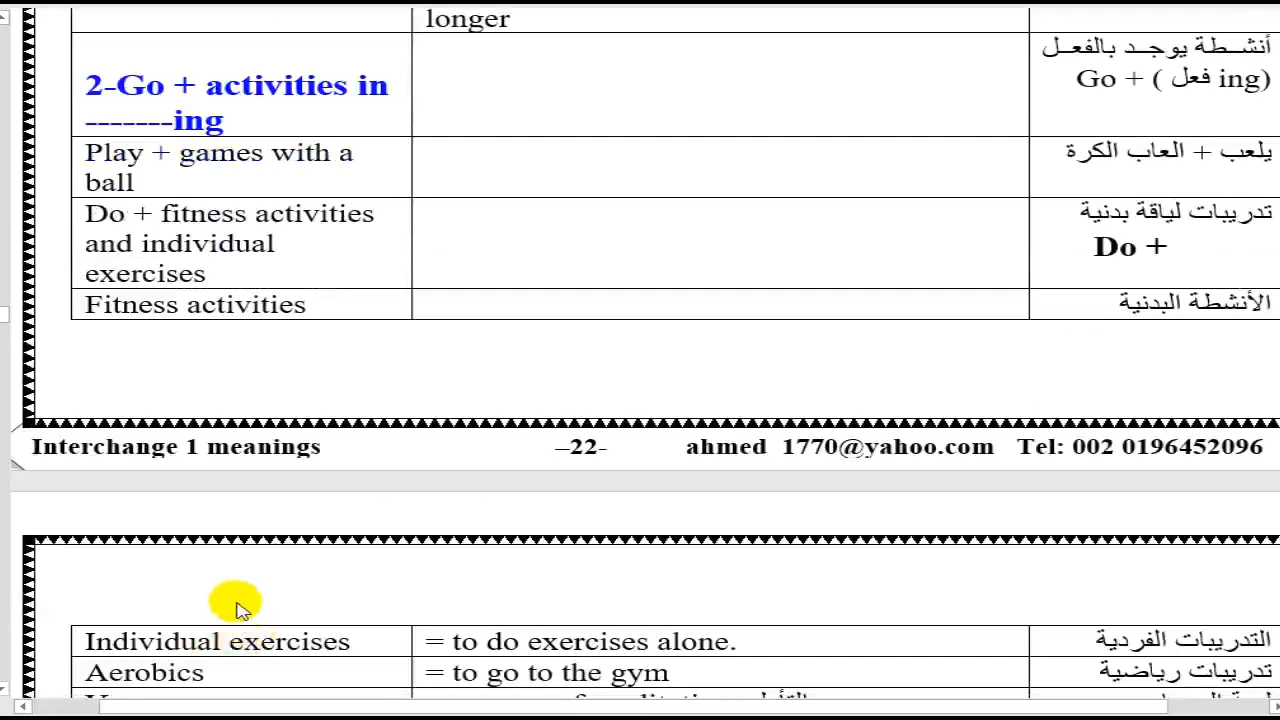 longer
2-Go + activities in
-------ing
أنشطة يوجد بالفعل
Go + ( فعل ing)
Play + games with a
ball
يلعب + العاب الكرة
Do + fitness activities
and individual
exercises
تدريبات لياقة بدنية
Do +
Fitness activities
الأنشطة البدنية
Interchange 1 meanings –22- ahmed 1770@yahoo.com Tel: 002 0196452096
Individual exercises
= to do exercises alone.
التدريبات الفردية
Aerobics
= to go to the gym
تدريبات رياضية